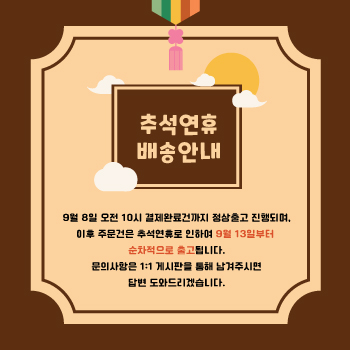 추석연휴
배송안내
9월 8일 오전 10시 결제완료건까지 정상출고 진행되며,
이후 주문건은 추석연휴로 인하여 9월 13일부터
순차적으로 출고됩니다.
문의사항은 1:1 게시판을 통해 남겨주시면
답변 도와드리겠습니다.